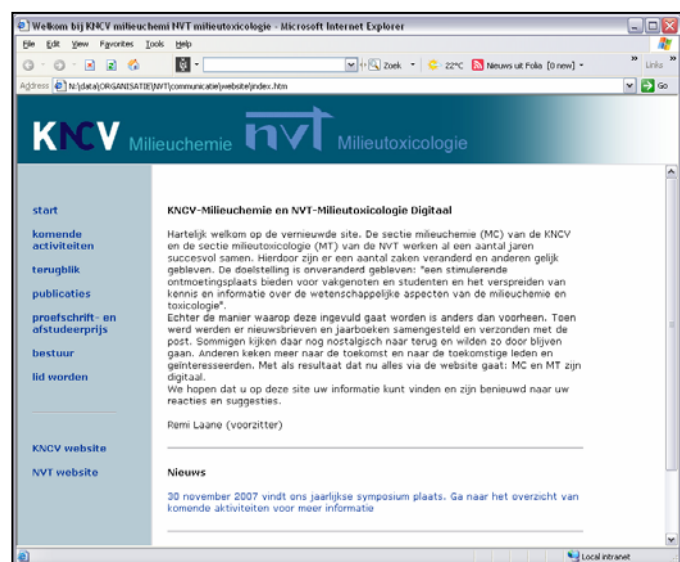 Welkom bij KNCV milieuchemi NVT milieutoxicologie - Microsoft Internet Explorer
File Edit View Favorites Tools Help
Zoek 22°C Nieuws uit Folia [0 new] Links
Address N:\data\ORGANISATIE\NVT\communicatie\website\index.htm Go
KNCV Milieuchemie nvt Milieutoxicologie
start
komende
activiteiten
terugblik
publicaties
proefschrift- en
afstudeerprijs
bestuur
lid worden
KNCV website
NVT website
KNCV-Milieuchemie en NVT-Milieutoxicologie Digitaal
Hartelijk welkom op de vernieuwde site. De sectie milieuchemie (MC) van de KNCV
en de sectie milieutoxicologie (MT) van de NVT werken al een aantal jaren
succesvol samen. Hierdoor zijn er een aantal zaken veranderd en anderen gelijk
gebleven. De doelstelling is onveranderd gebleven: "een stimulerende
ontmoetingsplaats bieden voor vakgenoten en studenten en het verspreiden van
kennis en informatie over de wetenschappelijke aspecten van de milieuchemie en
toxicologie".
Echter de manier waarop deze ingevuld gaat worden is anders dan voorheen. Toen
werd werden er nieuwsbrieven en jaarboeken samengesteld en verzonden met de
post. Sommigen kijken daar nog nostalgisch naar terug en wilden zo door blijven
gaan. Anderen keken meer naar de toekomst en naar de toekomstige leden en
geïnteresseerden. Met als resultaat dat nu alles via de website gaat: MC en MT zijn
digitaal.
We hopen dat u op deze site uw informatie kunt vinden en zijn benieuwd naar uw
reacties en suggesties.
Remi Laane (voorzitter)
Nieuws
30 november 2007 vindt ons jaarlijkse symposium plaats. Ga naar het overzicht van
komende aktiviteiten voor meer informatie
Local intranet